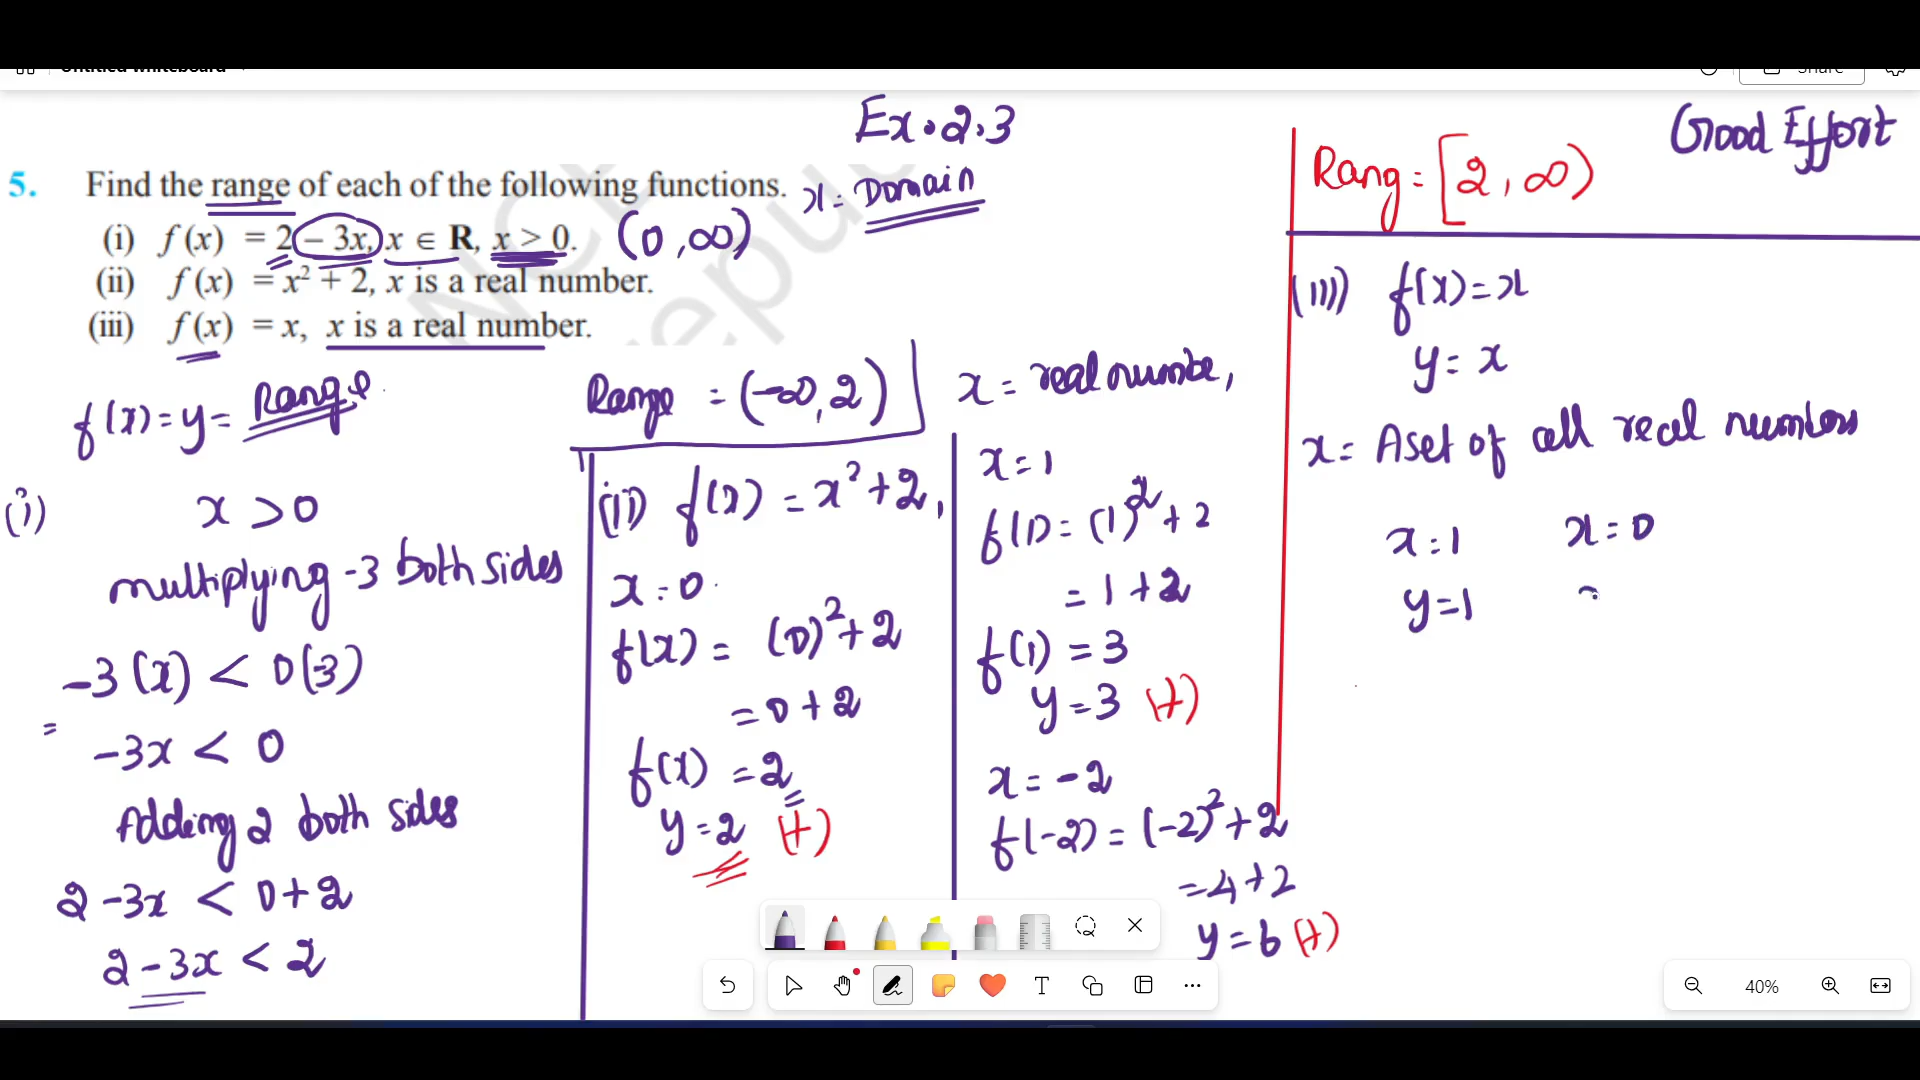 Untitled whiteboard
Share
Ex.2.3
Good Effort
5. Find the range of each of the following functions.
x = Domain
(i) f (x) = 2 – 3x, x ∈ R, x > 0. (0, ∞)
(ii) f (x) = x² + 2, x is a real number.
(iii) f (x) = x, x is a real number.
f(x) = y = Range
(i) x > 0
multiplying -3 both sides
-3(x) < 0(-3)
=
-3x < 0
Adding 2 both sides
2 - 3x < 0 + 2
2 - 3x < 2
Range = (-∞, 2)
(ii) f(x) = x² + 2,
x = 0
f(x) = (0)² + 2
= 0 + 2
f(x) = 2
y = 2 (+)
x = real numbe,
x = 1
f(1) = (1)² + 2
= 1 + 2
f(1) = 3
y = 3 (+)
x = -2
f(-2) = (-2)² + 2
= 4 + 2
y = 6 (+)
Rang = [2, ∞)
(iii) f(x) = x
y = x
x = A set of all real numbers
x = 1 x = 0
y = 1
T
40%